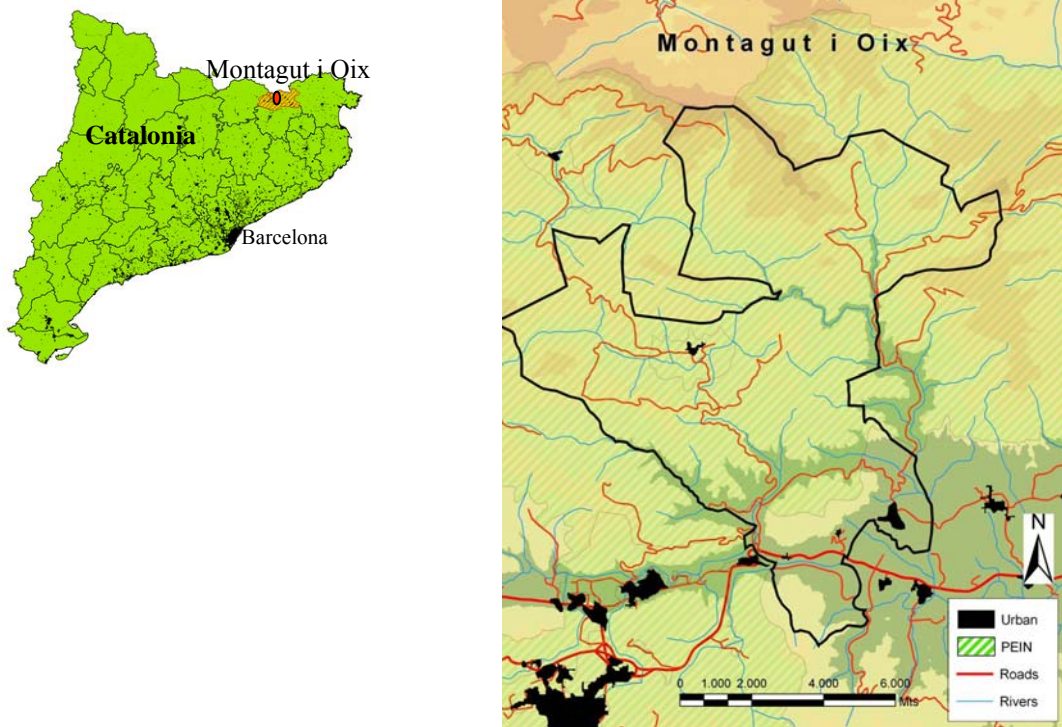 Montagut i Oix
Catalonia
Barcelona
Montagut i Oix
N
Urban
PEIN
Roads
Rivers
0 1.000 2.000 4.000 6.000
Mts